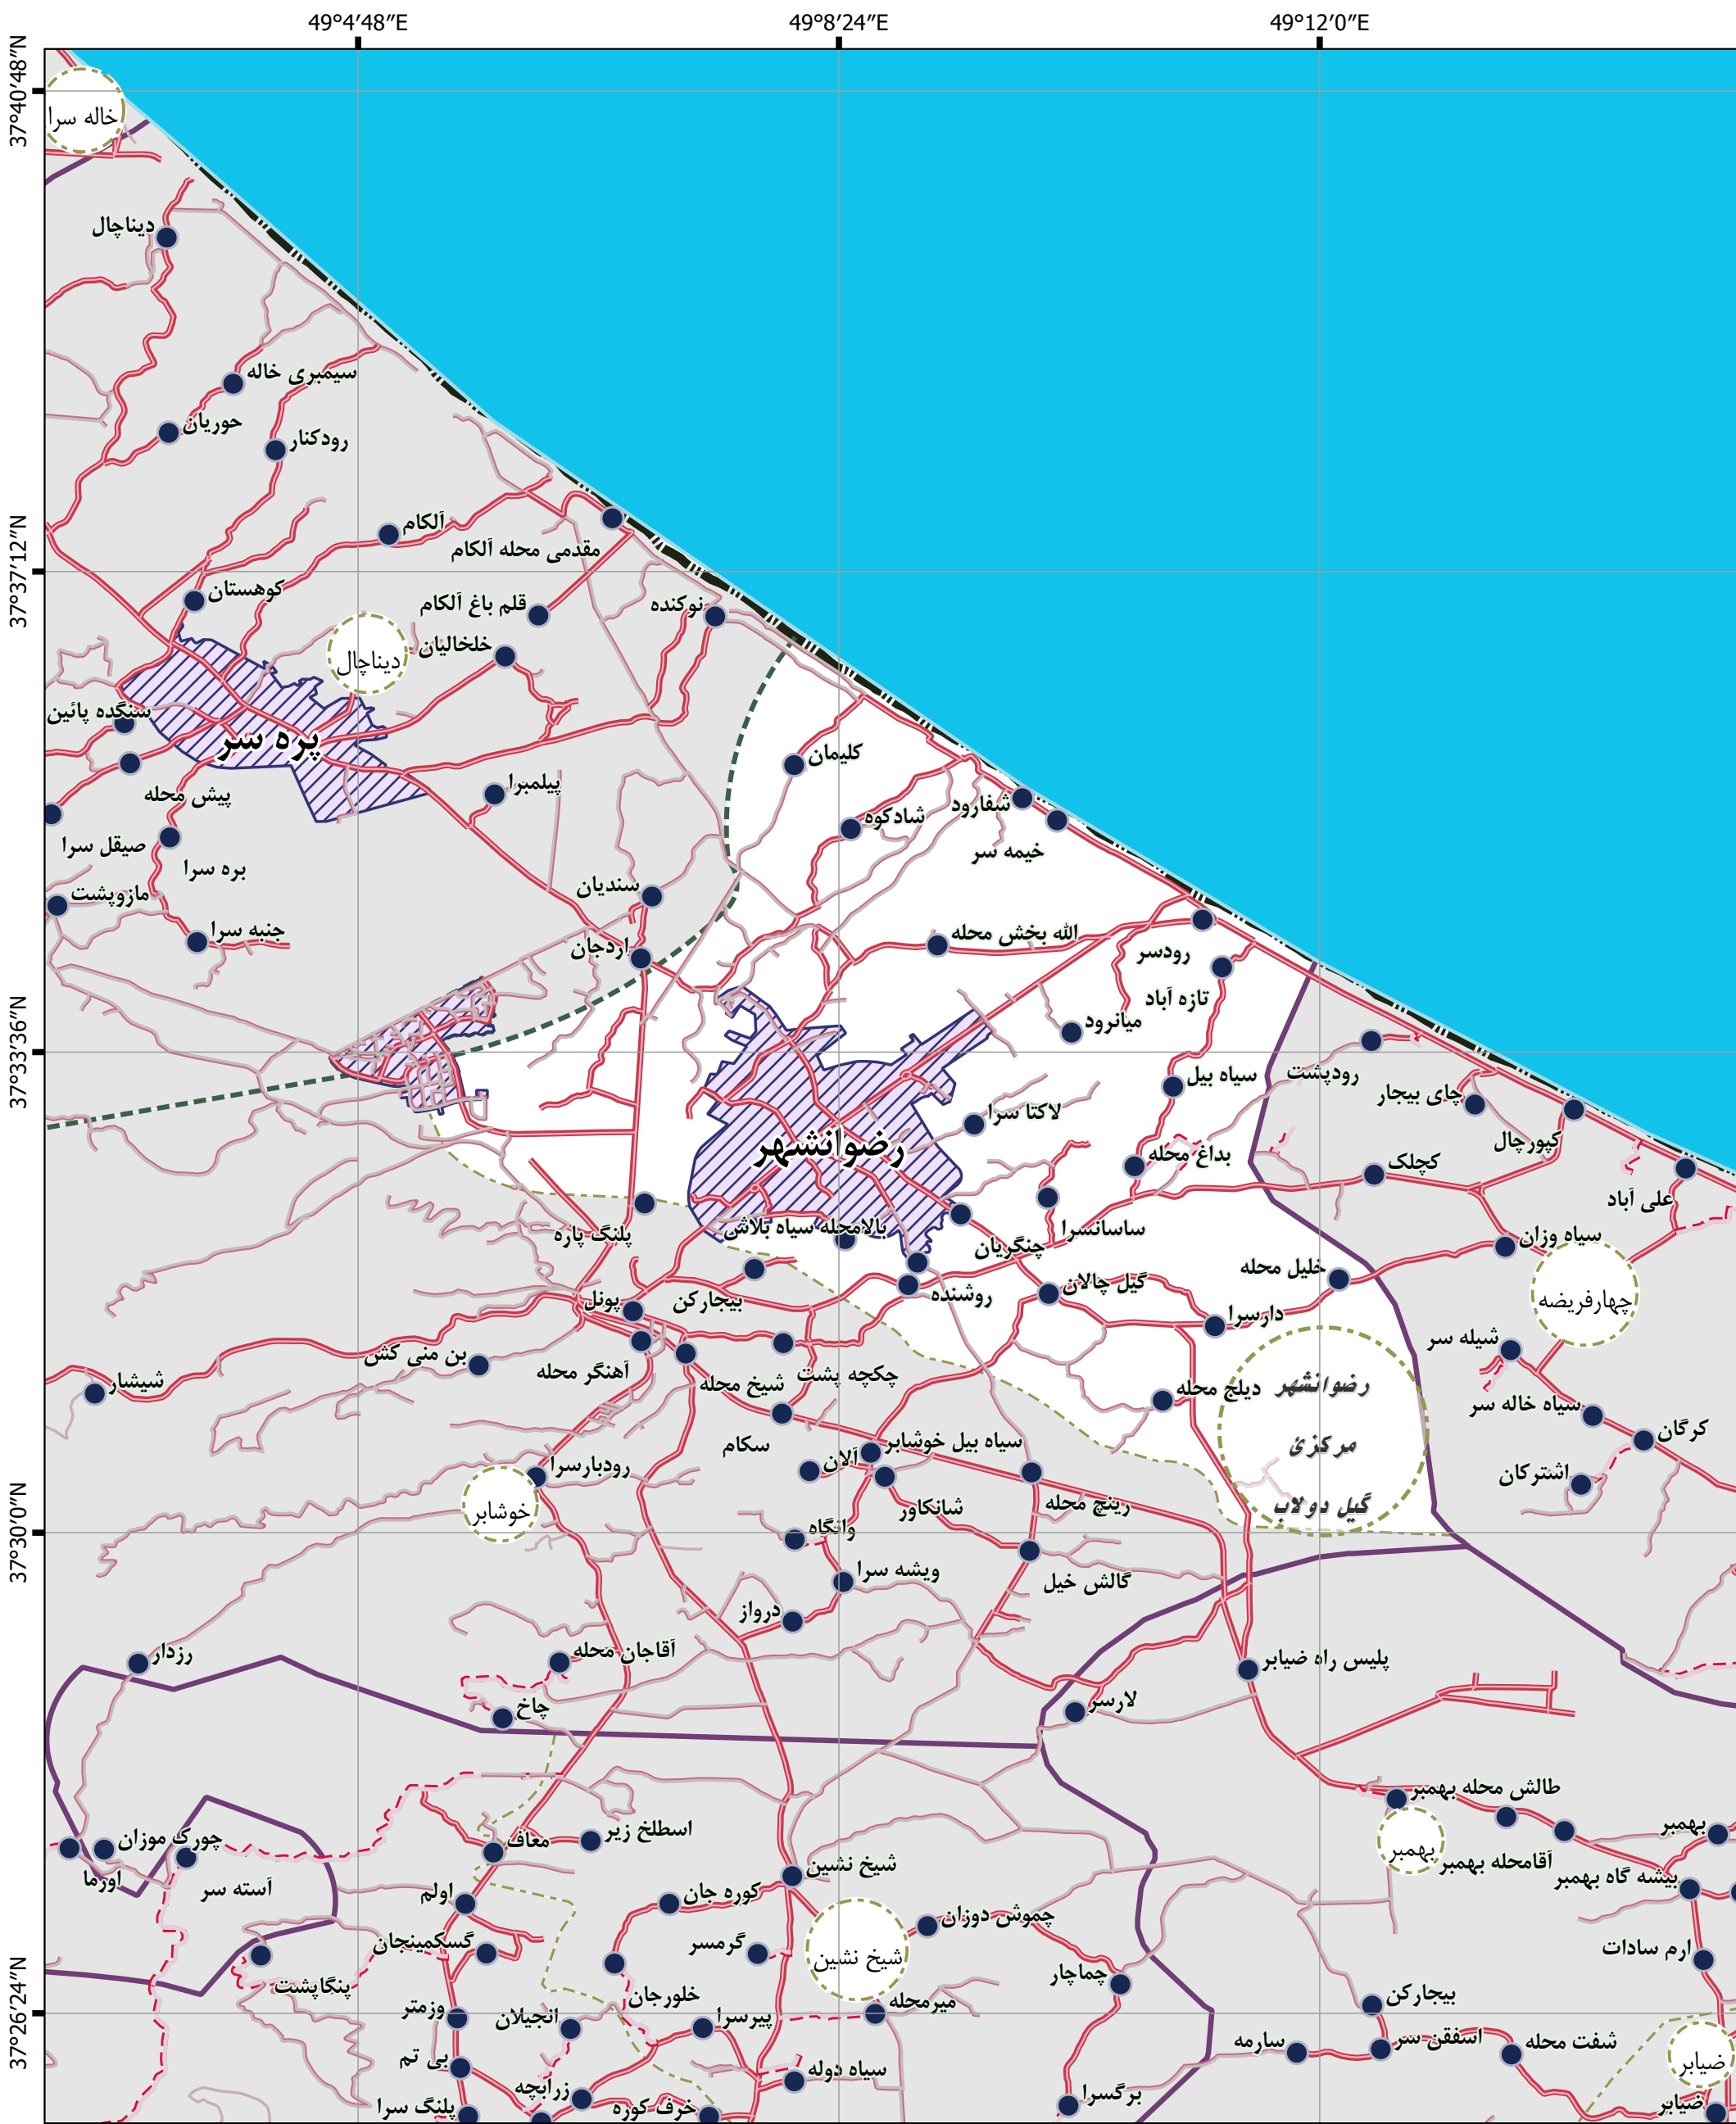 49°4′48″E
49°8′24″E
49°12′0″E
37°40′48″N
37°37′12″N
37°33′36″N
37°30′0″N
37°26′24″N
خاله سرا
دیناچال
سیمبری خاله
حوریان
رودکنار
آلکام
مقدمی محله آلکام
کوهستان
قلم باغ آلکام
نوکنده
دیناچال
خلخالیان
سنگده پائین
پره سر
کلیمان
پیش محله
پیلمبرا
شفارود
شادکوه
خیمه سر
صیقل سرا
بره سرا
سندیان
مازوپشت
جنبه سرا
اردجان
الله بخش محله
رودسر
تازه آباد
میانرود
رودپشت
سیاه بیل
چای بیجار
لاکتا سرا
کپورچال
رضوانشهر
بداغ محله
کچلک
علی آباد
پلنگ پاره
بالامحله سیاه بلاش
ساسانسرا
چنگریان
سیاه وزان
خلیل محله
گیل چالان
روشنده
بیجارکن
پونل
دارسرا
چهارفریضه
شیله سر
بن منی کش
آهنگر محله
شیخ محله
چکچه پشت
شیشار
دیلج محله
رضوانشهر
مرکزی
گیل دولاب
سیاه خاله سر
کرگان
سکام
آلان
سیاه بیل خوشابر
رودبارسرا
اشترکان
خوشابر
شانکاور
رینچ محله
وانگاه
ویشه سرا
گالش خیل
درواز
رزدار
آقاجان محله
پلیس راه ضیابر
چاخ
لارسر
طالش محله بهمبر
معاف
اسطلخ زیر
بهمبر
بهمبر
چورک موزان
اورما
آسته سر
شیخ نشین
آقامحله بهمبر
بیشه گاه بهمبر
اولم
کوره جان
چموش دوزان
گسکمینجان
گرمسر
شیخ نشین
ارم سادات
پنگاپشت
چماچار
خلورجان
میرمحله
بیجارکن
وزمتر
انجیلان
پیرسرا
سارمه
اسفقن سر
شفت محله
ضیابر
بی تم
سیاه دوله
زرابچه
پلنگ سرا
خرف کوره
برگسرا
ضیابر